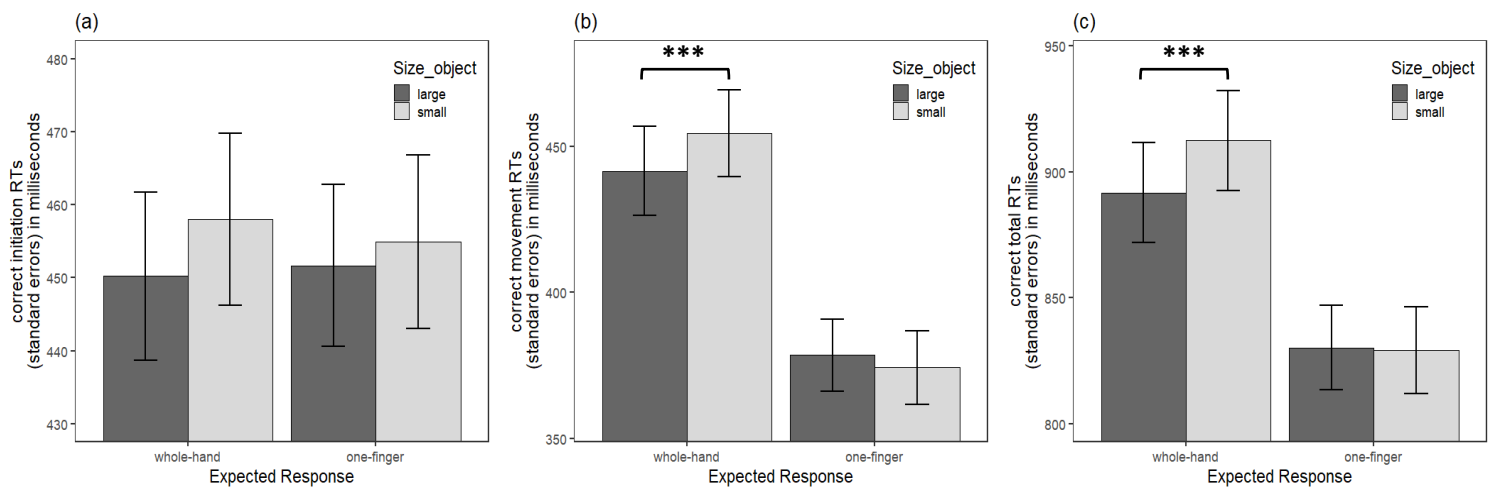 (a)
correct initiation RTs
(standard errors) in milliseconds
480
470
460
450
440
430
Size_object
large
small
whole-hand
one-finger
Expected Response
(b)
correct movement RTs
(standard errors) in milliseconds
450
400
350
***
Size_object
large
small
whole-hand
one-finger
Expected Response
(c)
correct total RTs
(standard errors) in milliseconds
950
900
850
800
***
Size_object
large
small
whole-hand
one-finger
Expected Response